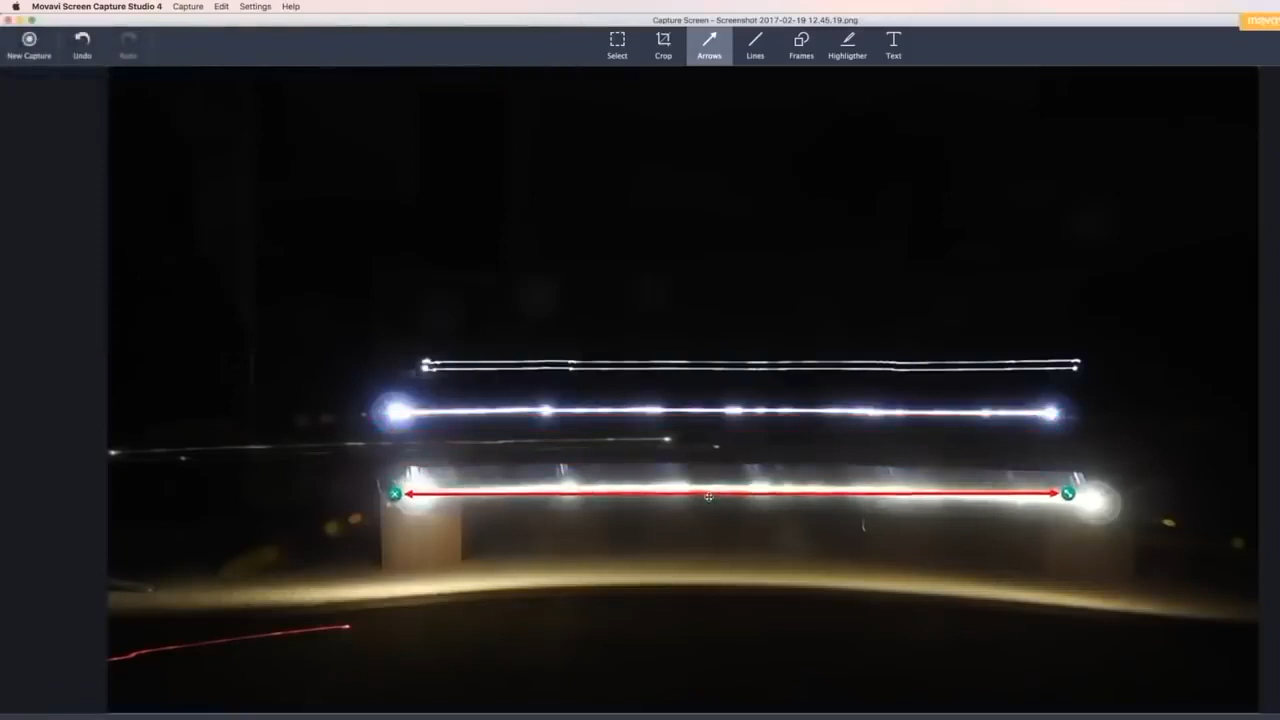 Movavi Screen Capture Studio 4 Capture Edit Settings Help
Capture Screen - Screenshot 2017-02-19 12.45.19.png
New Capture Undo Redo Select Crop Arrows Lines Frames Highligther Text